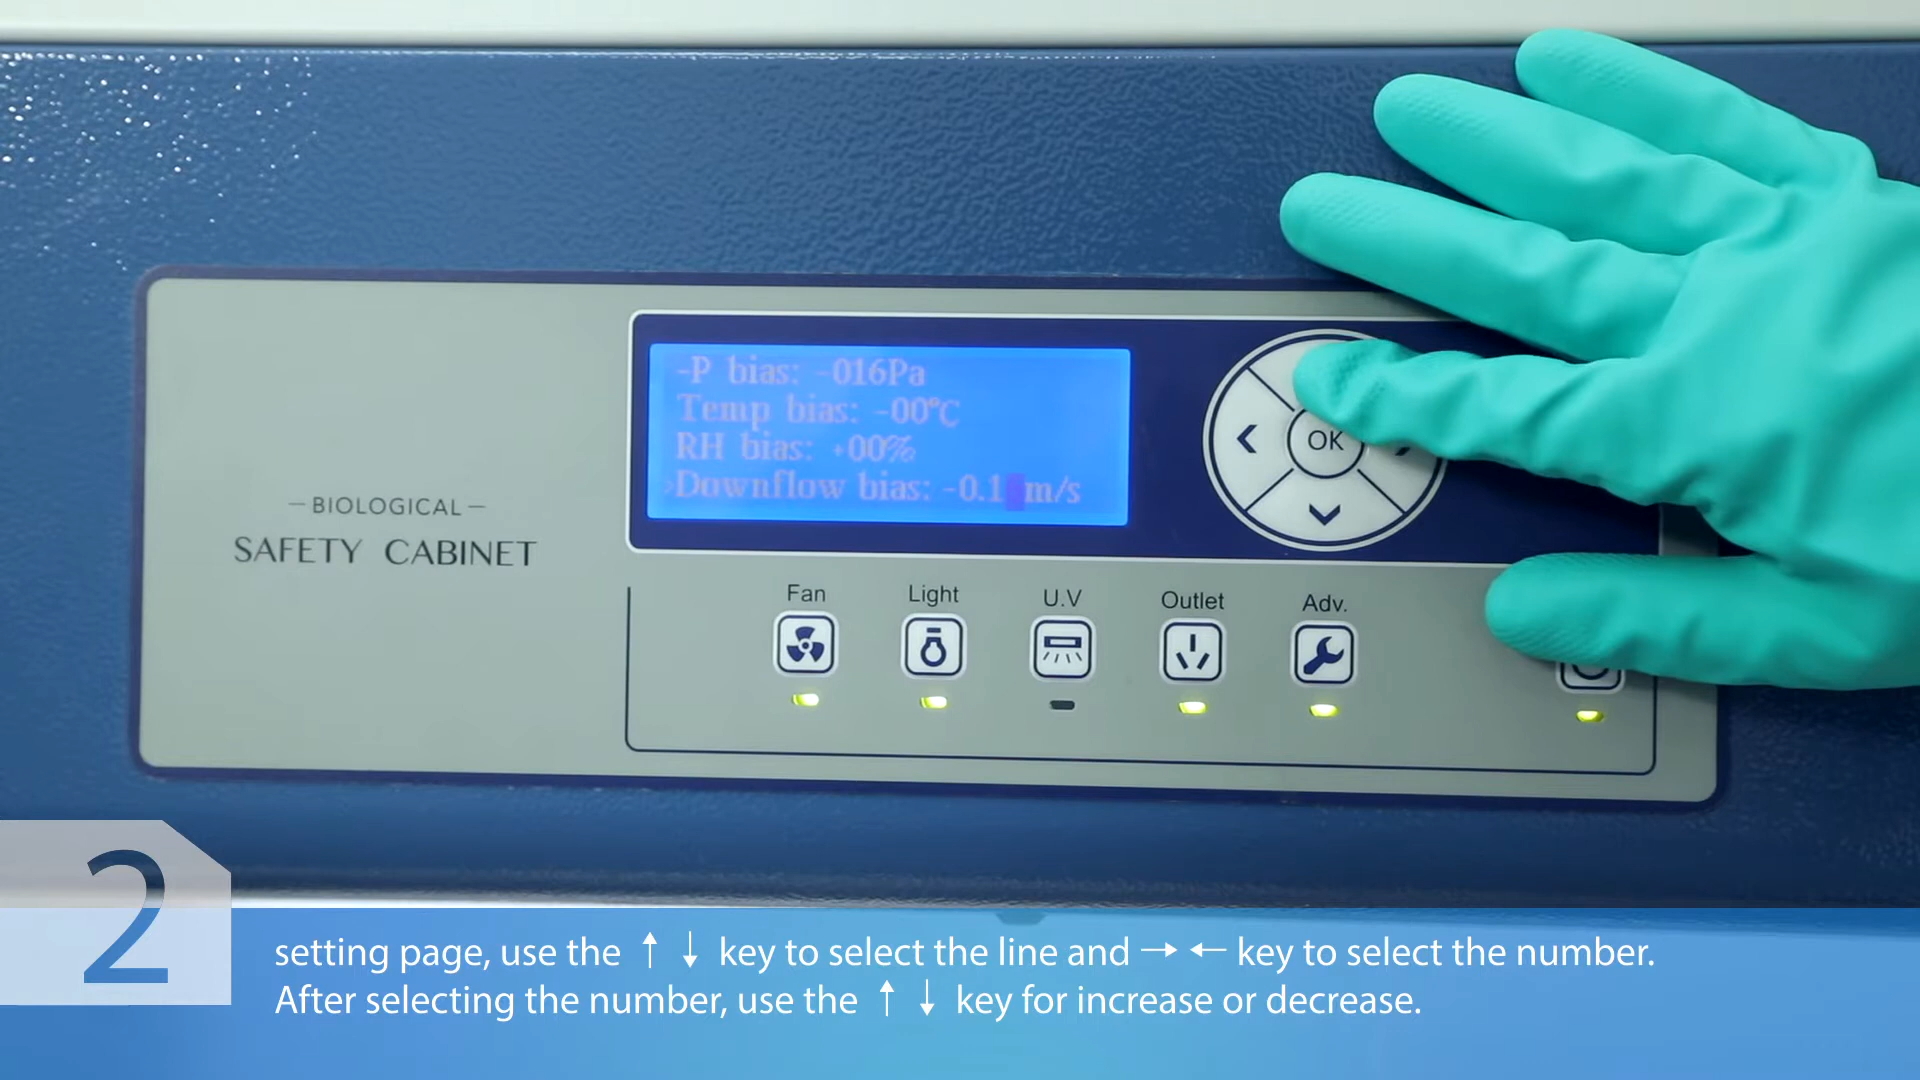 -P bias: -016Pa
Temp bias: -00℃
RH bias: +00%
>Downflow bias: -0.1 m/s
OK
BIOLOGICAL
SAFETY CABINET
Fan Light U.V Outlet Adv.
2
setting page, use the ↑ ↓ key to select the line and → ← key to select the number.
After selecting the number, use the ↑ ↓ key for increase or decrease.